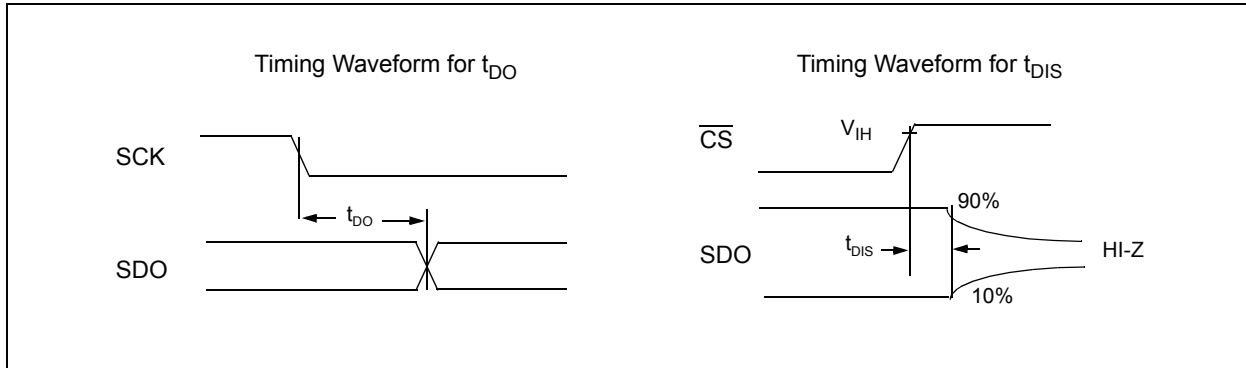 Timing Waveform for tDO
SCK
tDO
SDO
Timing Waveform for tDIS
CS
VIH
90%
tDIS
SDO
HI-Z
10%